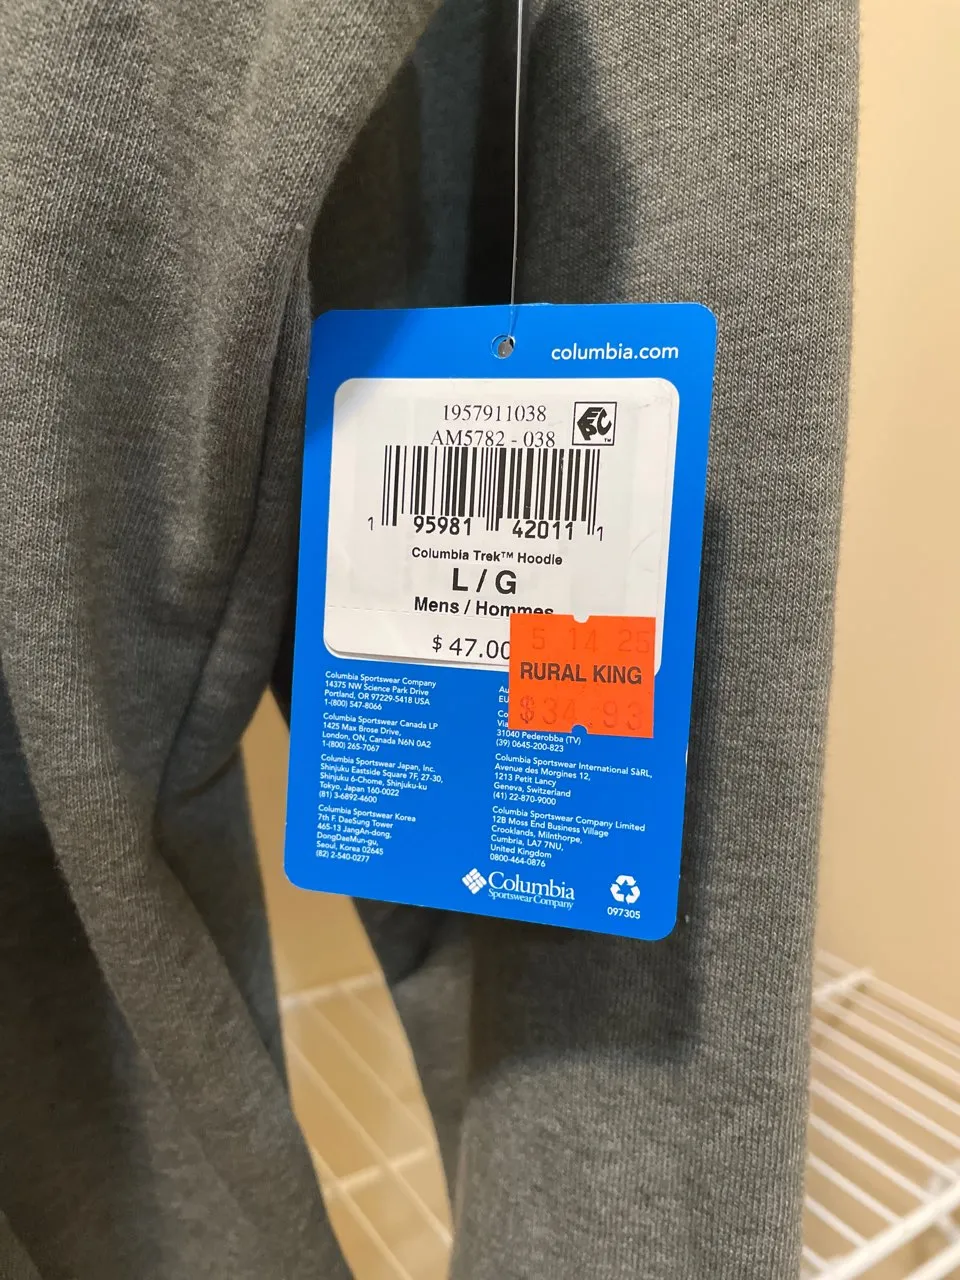 columbia.com
1957911038
AM5782 - 038
1 95981 42011 1
Columbia Trek™ Hoodie
L / G
Mens / Hommes
$ 47.00
5 14 25
RURAL KING
$34.93
Columbia Sportswear Company
14375 NW Science Park Drive
Portland, OR 97229-5418 USA
1-(800) 547-8066
Columbia Sportswear Canada LP
1425 Max Brose Drive,
London, ON, Canada N6N 0A2
1-(800) 265-7067
Columbia Sportswear Japan, Inc.
Shinjuku Eastside Square 7F, 27-30,
Shinjuku 6-Chome, Shinjuku-ku
Tokyo, Japan 160-0022
(81) 3-6892-4600
Columbia Sportswear Korea
7th F. DaeSung Tower
465-13 JangAn-dong,
DongDaeMun-gu,
Seoul, Korea 02645
(82) 2-540-0277
Au
EU
Co
Via
31040 Pederobba (TV)
(39) 0645-200-823
Columbia Sportswear International SàRL,
Avenue des Morgines 12,
1213 Petit Lancy
Geneva, Switzerland
(41) 22-870-9000
Columbia Sportswear Company Limited
12B Moss End Business Village
Crooklands, Milnthorpe,
Cumbria, LA7 7NU,
United Kingdom
0800-464-0876
Columbia
Sportswear Company
097305